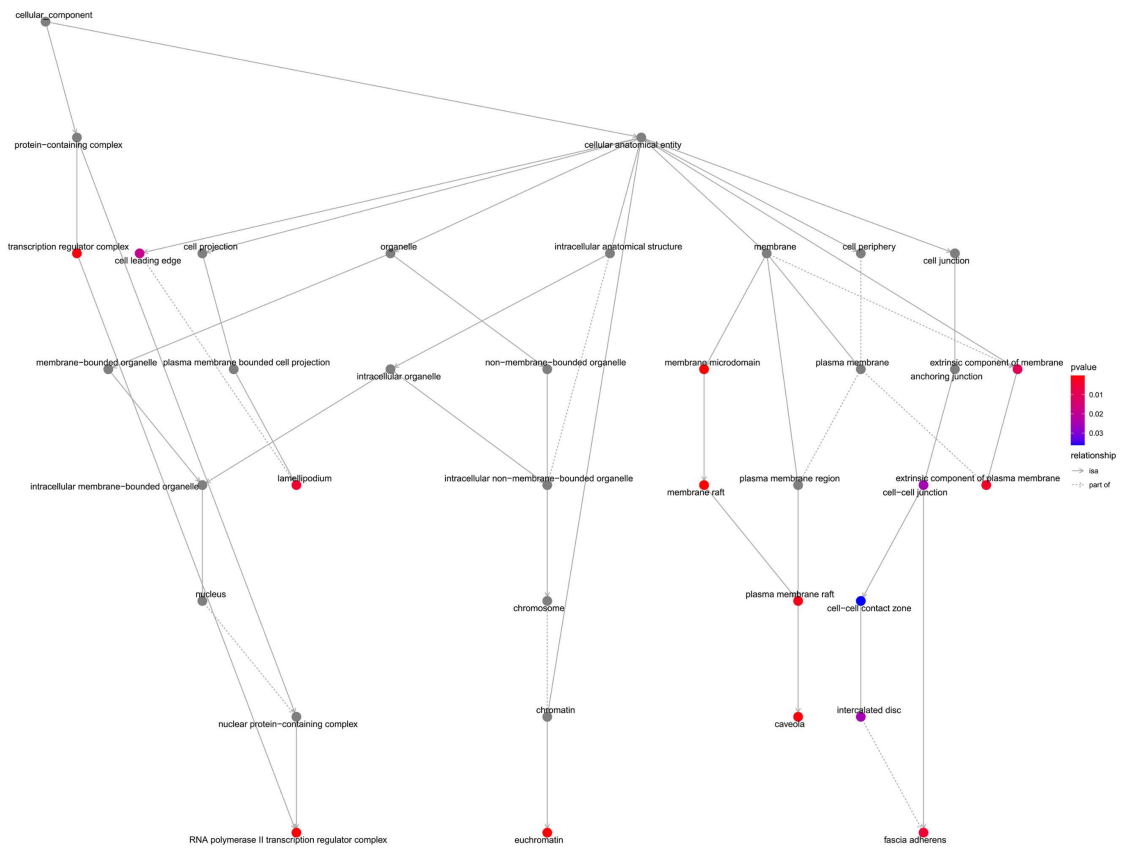 cellular_component
protein-containing complex
cellular anatomical entity
transcription regulator complex
cell leading edge
cell projection
organelle
intracellular anatomical structure
membrane
cell periphery
cell junction
membrane-bounded organelle
plasma membrane bounded cell projection
intracellular organelle
non-membrane-bounded organelle
membrane microdomain
plasma membrane
extrinsic component of membrane
anchoring junction
pvalue
0.01
0.02
0.03
relationship
isa
part of
intracellular membrane-bounded organelle
lamellipodium
intracellular non-membrane-bounded organelle
membrane raft
plasma membrane region
extrinsic component of plasma membrane
cell-cell junction
nucleus
chromosome
plasma membrane raft
cell-cell contact zone
nuclear protein-containing complex
chromatin
caveola
intercalated disc
RNA polymerase II transcription regulator complex
euchromatin
fascia adherens